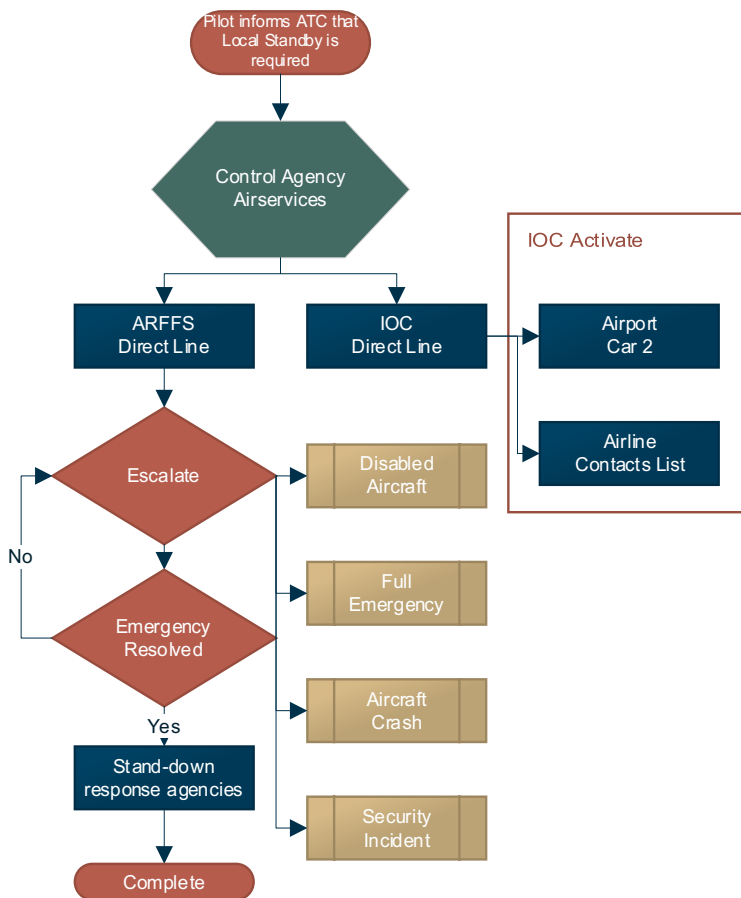 Pilot informs ATC that
Local Standby is
required
Control Agency
Airservices
IOC Activate
ARFFS
Direct Line
IOC
Direct Line
Airport
Car 2
Airline
Contacts List
Escalate
Disabled
Aircraft
No
Full
Emergency
Emergency
Resolved
Aircraft
Crash
Yes
Stand-down
response agencies
Security
Incident
Complete